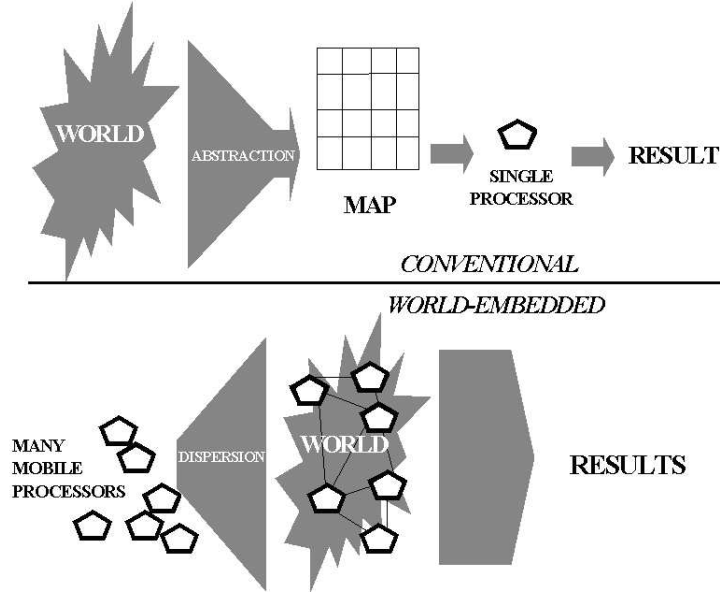 WORLD
ABSTRACTION
MAP
SINGLE
PROCESSOR
RESULT
CONVENTIONAL
WORLD-EMBEDDED
MANY
MOBILE
PROCESSORS
DISPERSION
WORLD
RESULTS